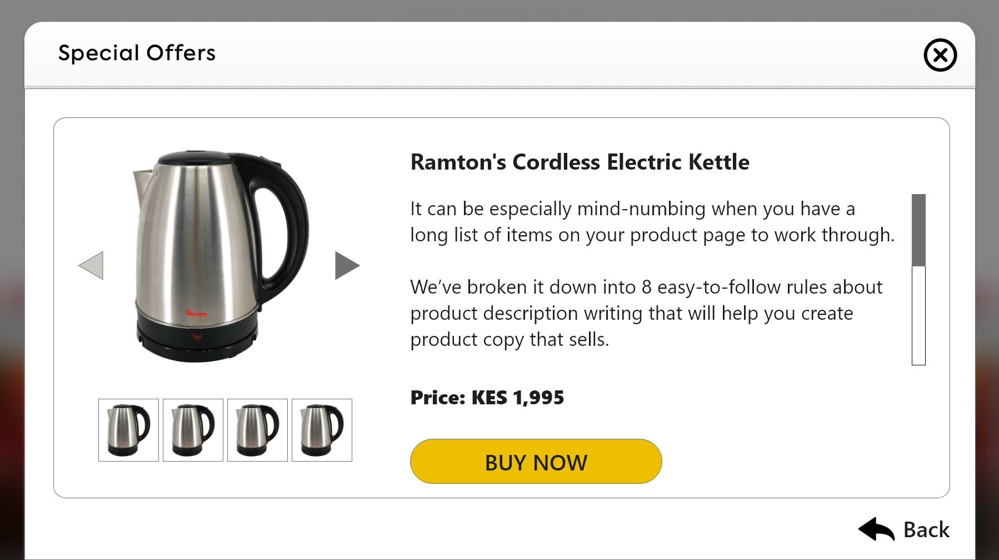 Special Offers
Ramton's Cordless Electric Kettle
It can be especially mind-numbing when you have a
long list of items on your product page to work through.
We’ve broken it down into 8 easy-to-follow rules about
product description writing that will help you create
product copy that sells.
Ramtons
Price: KES 1,995
BUY NOW
Back